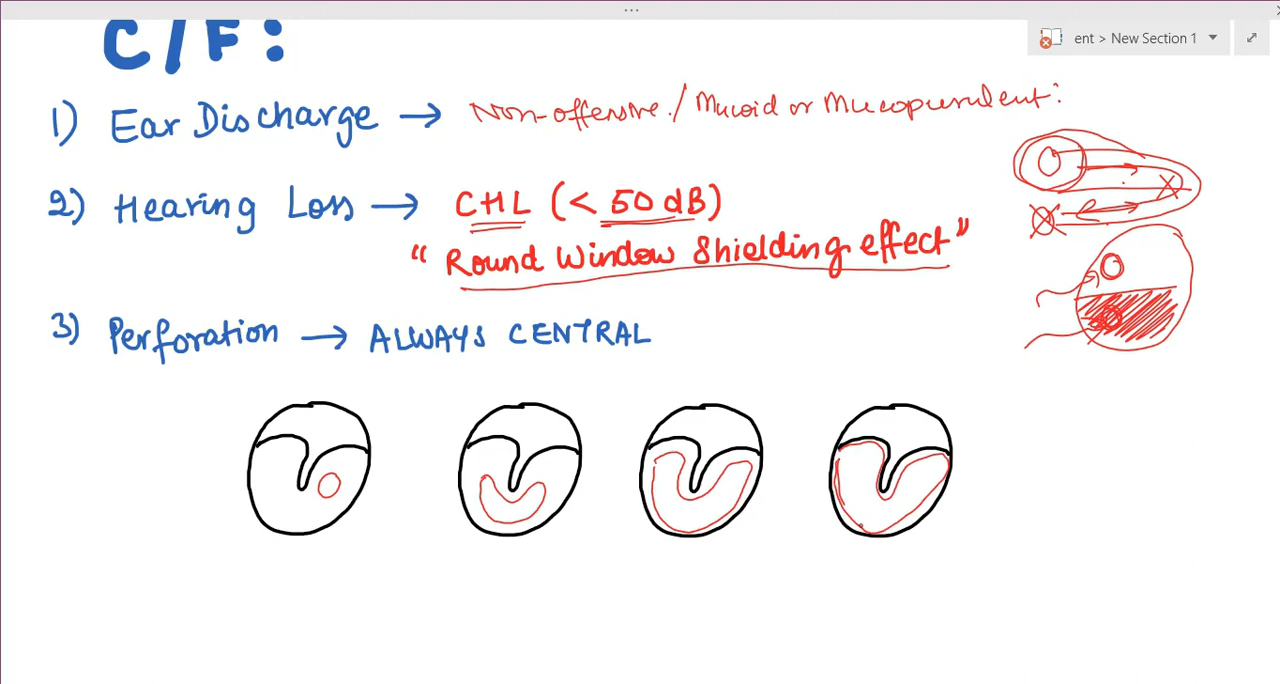 ent > New Section 1
C/F:
1) Ear Discharge → Non-offensive./Mucoid or Mucopurulent:
2) Hearing Loss → CHL (< 50 dB)
“Round Window Shielding effect”
3) Perforation → ALWAYS CENTRAL